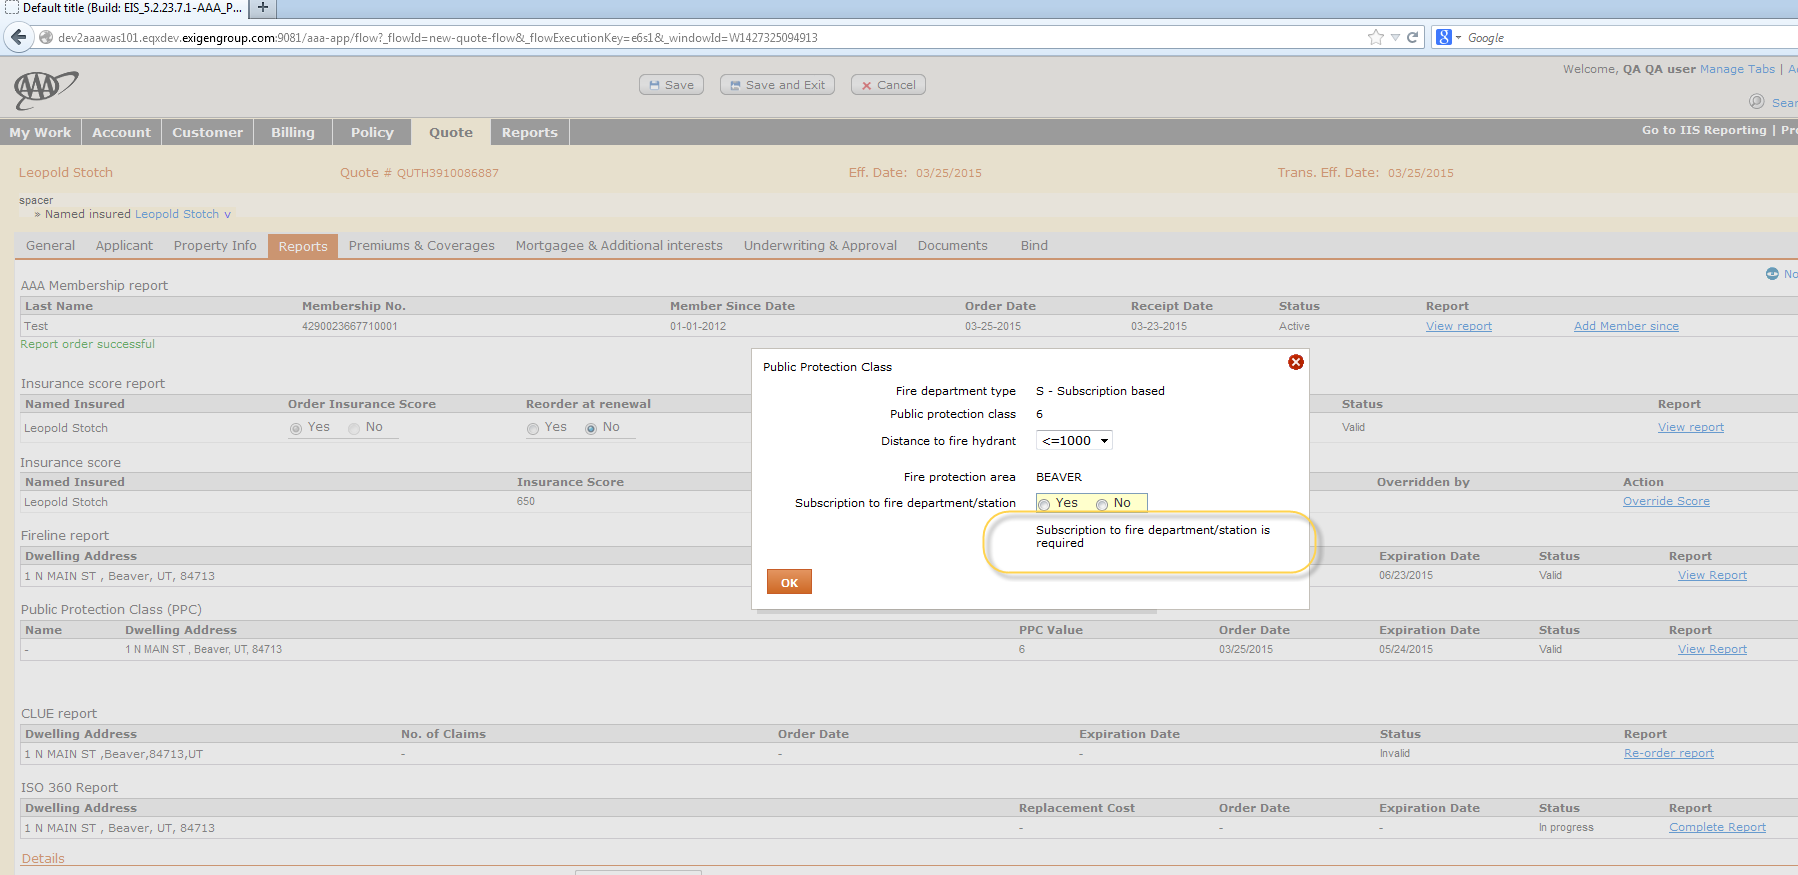 Default title (Build: EIS_5.2.23.7.1-AAA_P...
dev2aaawas101.eqxdev.exigengroup.com:9081/aaa-app/flow?_flowId=new-quote-flow&_flowExecutionKey=e6s1&_windowId=W1427325094913
8 Google
AAA
Save Save and Exit Cancel
Welcome, QA QA user Manage Tabs |
My Work Account Customer Billing Policy Quote Reports
Go to IIS Reporting |
Leopold Stotch Quote # QUTH3910086887 Eff. Date: 03/25/2015 Trans. Eff. Date: 03/25/2015
spacer
» Named insured Leopold Stotch v
General Applicant Property Info Reports Premiums & Coverages Mortgagee & Additional interests Underwriting & Approval Documents Bind
AAA Membership report
Last Name Membership No. Member Since Date Order Date Receipt Date Status Report
Test 4290023667710001 01-01-2012 03-25-2015 03-23-2015 Active View report Add Member since
Report order successful
Insurance score report
Named Insured Order Insurance Score Reorder at renewal Status Report
Leopold Stotch Yes No Yes No Valid View report
Insurance score
Named Insured Insurance Score Overridden by Action
Leopold Stotch 650 Override Score
Fireline report
Dwelling Address Expiration Date Status Report
1 N MAIN ST , Beaver, UT, 84713 06/23/2015 Valid View Report
Public Protection Class
Fire department type S - Subscription based
Public protection class 6
Distance to fire hydrant <=1000
Fire protection area BEAVER
Subscription to fire department/station Yes No
Subscription to fire department/station is
required
OK
Public Protection Class (PPC)
Name Dwelling Address PPC Value Order Date Expiration Date Status Report
- 1 N MAIN ST , Beaver, UT, 84713 6 03/25/2015 05/24/2015 Valid View Report
CLUE report
Dwelling Address No. of Claims Order Date Expiration Date Status Report
1 N MAIN ST ,Beaver,84713,UT - - - Invalid Re-order report
ISO 360 Report
Dwelling Address Replacement Cost Order Date Expiration Date Status Report
1 N MAIN ST , Beaver, UT, 84713 - - - In progress Complete Report
Details